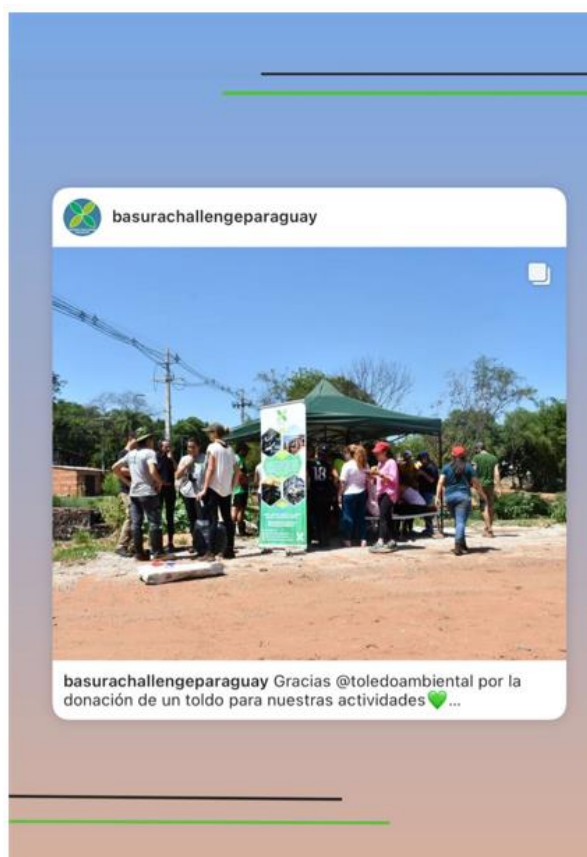 basurachallengeparaguay
basurachallengeparaguay Gracias @toledoambiental por la
donación de un toldo para nuestras actividades💚...